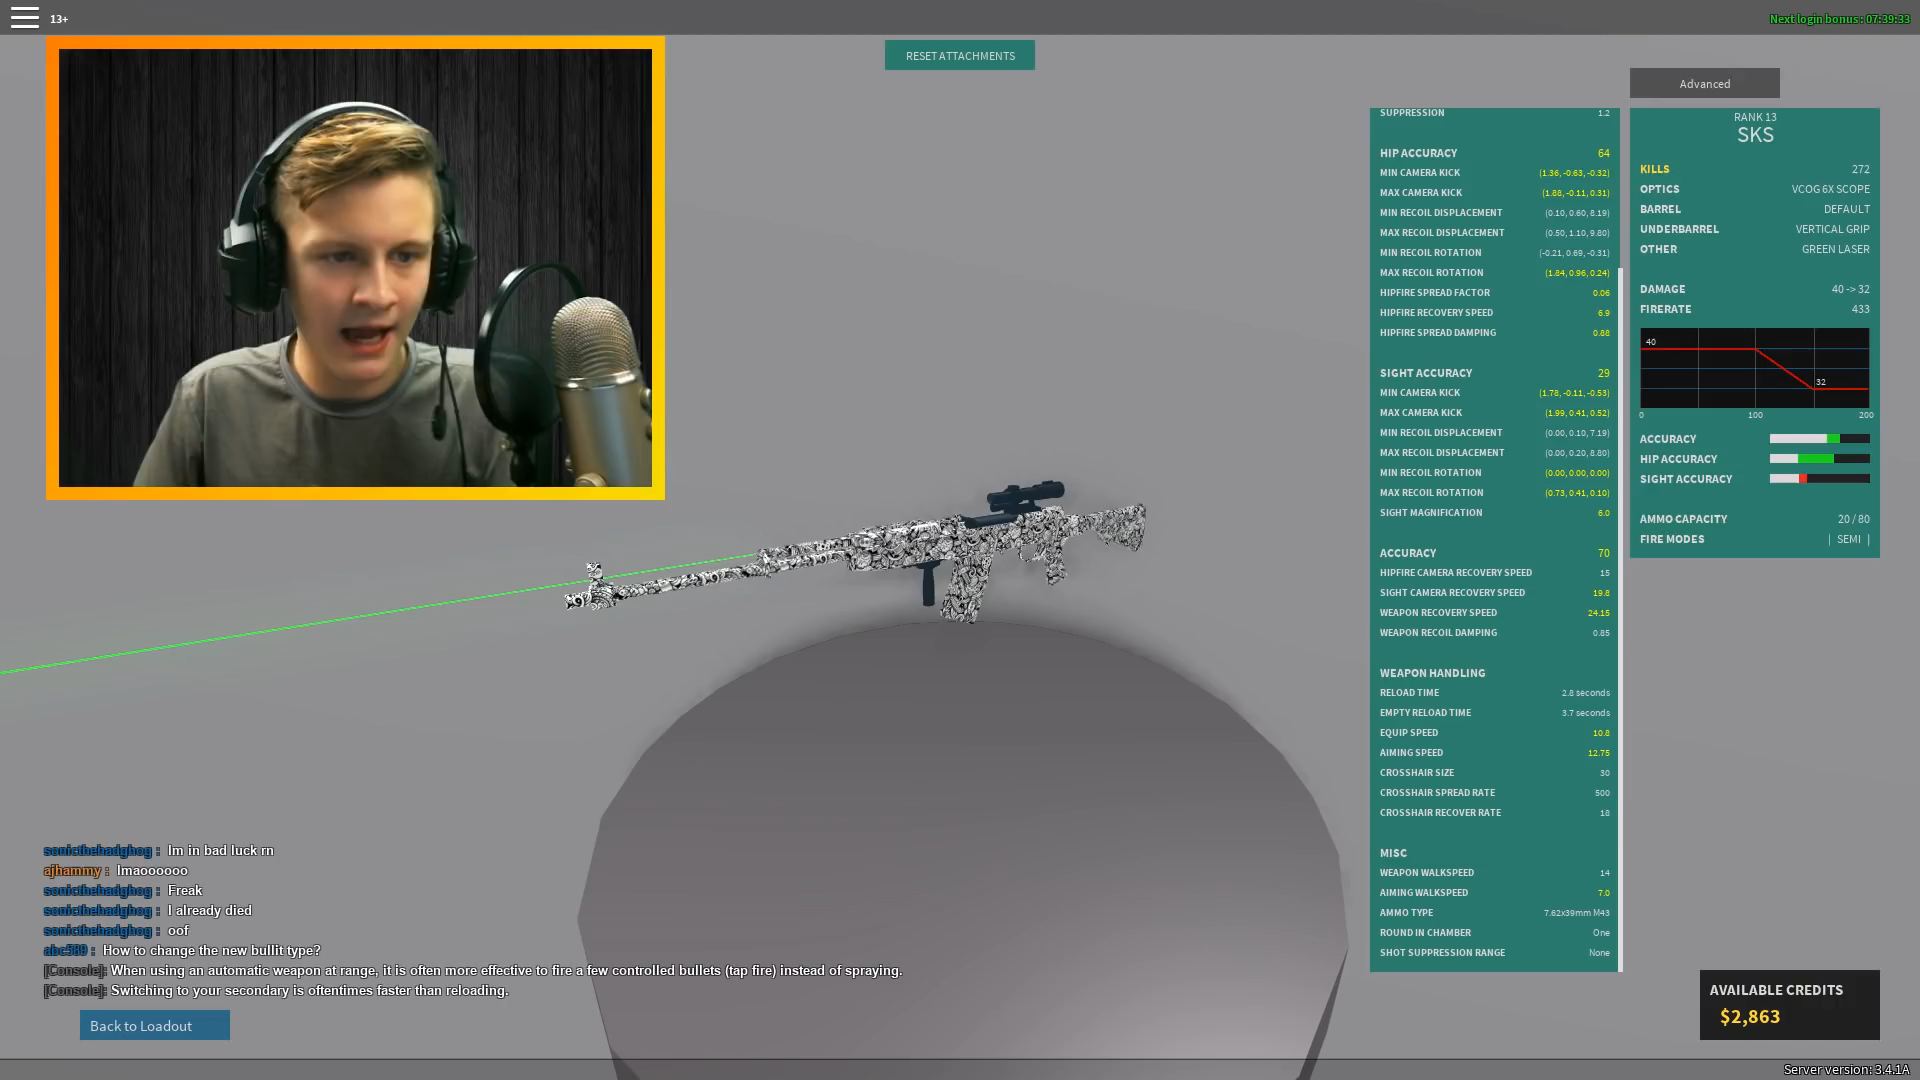 13+
Next login bonus : 07:39:33
RESET ATTACHMENTS
Advanced
SUPPRESSION 1.2
HIP ACCURACY 64
MIN CAMERA KICK (1.36, -0.63, -0.32)
MAX CAMERA KICK (1.88, -0.11, 0.31)
MIN RECOIL DISPLACEMENT (0.10, 0.60, 8.19)
MAX RECOIL DISPLACEMENT (0.50, 1.10, 9.80)
MIN RECOIL ROTATION (-0.21, 0.69, -0.31)
MAX RECOIL ROTATION (1.84, 0.96, 0.24)
HIPFIRE SPREAD FACTOR 0.06
HIPFIRE RECOVERY SPEED 6.9
HIPFIRE SPREAD DAMPING 0.88
SIGHT ACCURACY 29
MIN CAMERA KICK (1.78, -0.11, -0.53)
MAX CAMERA KICK (1.99, 0.41, 0.52)
MIN RECOIL DISPLACEMENT (0.00, 0.10, 7.19)
MAX RECOIL DISPLACEMENT (0.00, 0.20, 8.80)
MIN RECOIL ROTATION (0.00, 0.00, 0.00)
MAX RECOIL ROTATION (0.73, 0.41, 0.10)
SIGHT MAGNIFICATION 6.0
ACCURACY 70
HIPFIRE CAMERA RECOVERY SPEED 15
SIGHT CAMERA RECOVERY SPEED 19.8
WEAPON RECOVERY SPEED 24.15
WEAPON RECOIL DAMPING 0.85
WEAPON HANDLING
RELOAD TIME 2.8 seconds
EMPTY RELOAD TIME 3.7 seconds
EQUIP SPEED 10.8
AIMING SPEED 12.75
CROSSHAIR SIZE 30
CROSSHAIR SPREAD RATE 500
CROSSHAIR RECOVER RATE 18
MISC
WEAPON WALKSPEED 14
AIMING WALKSPEED 7.0
AMMO TYPE 7.62x39mm M43
ROUND IN CHAMBER One
SHOT SUPPRESSION RANGE None
RANK 13
SKS
KILLS 272
OPTICS VCOG 6X SCOPE
BARREL DEFAULT
UNDERBARREL VERTICAL GRIP
OTHER GREEN LASER
DAMAGE 40 -> 32
FIRERATE 433
40
32
0 100 200
ACCURACY
HIP ACCURACY
SIGHT ACCURACY
AMMO CAPACITY 20 / 80
FIRE MODES | SEMI |
sonicthehadghog : Im in bad luck rn
ajhammy : lmaoooooo
sonicthehadghog : Freak
sonicthehadghog : I already died
sonicthehadghog : oof
abc589 : How to change the new bullit type?
[Console]: When using an automatic weapon at range, it is often more effective to fire a few controlled bullets (tap fire) instead of spraying.
[Console]: Switching to your secondary is oftentimes faster than reloading.
Back to Loadout
AVAILABLE CREDITS
$2,863
Server version: 3.4.1A